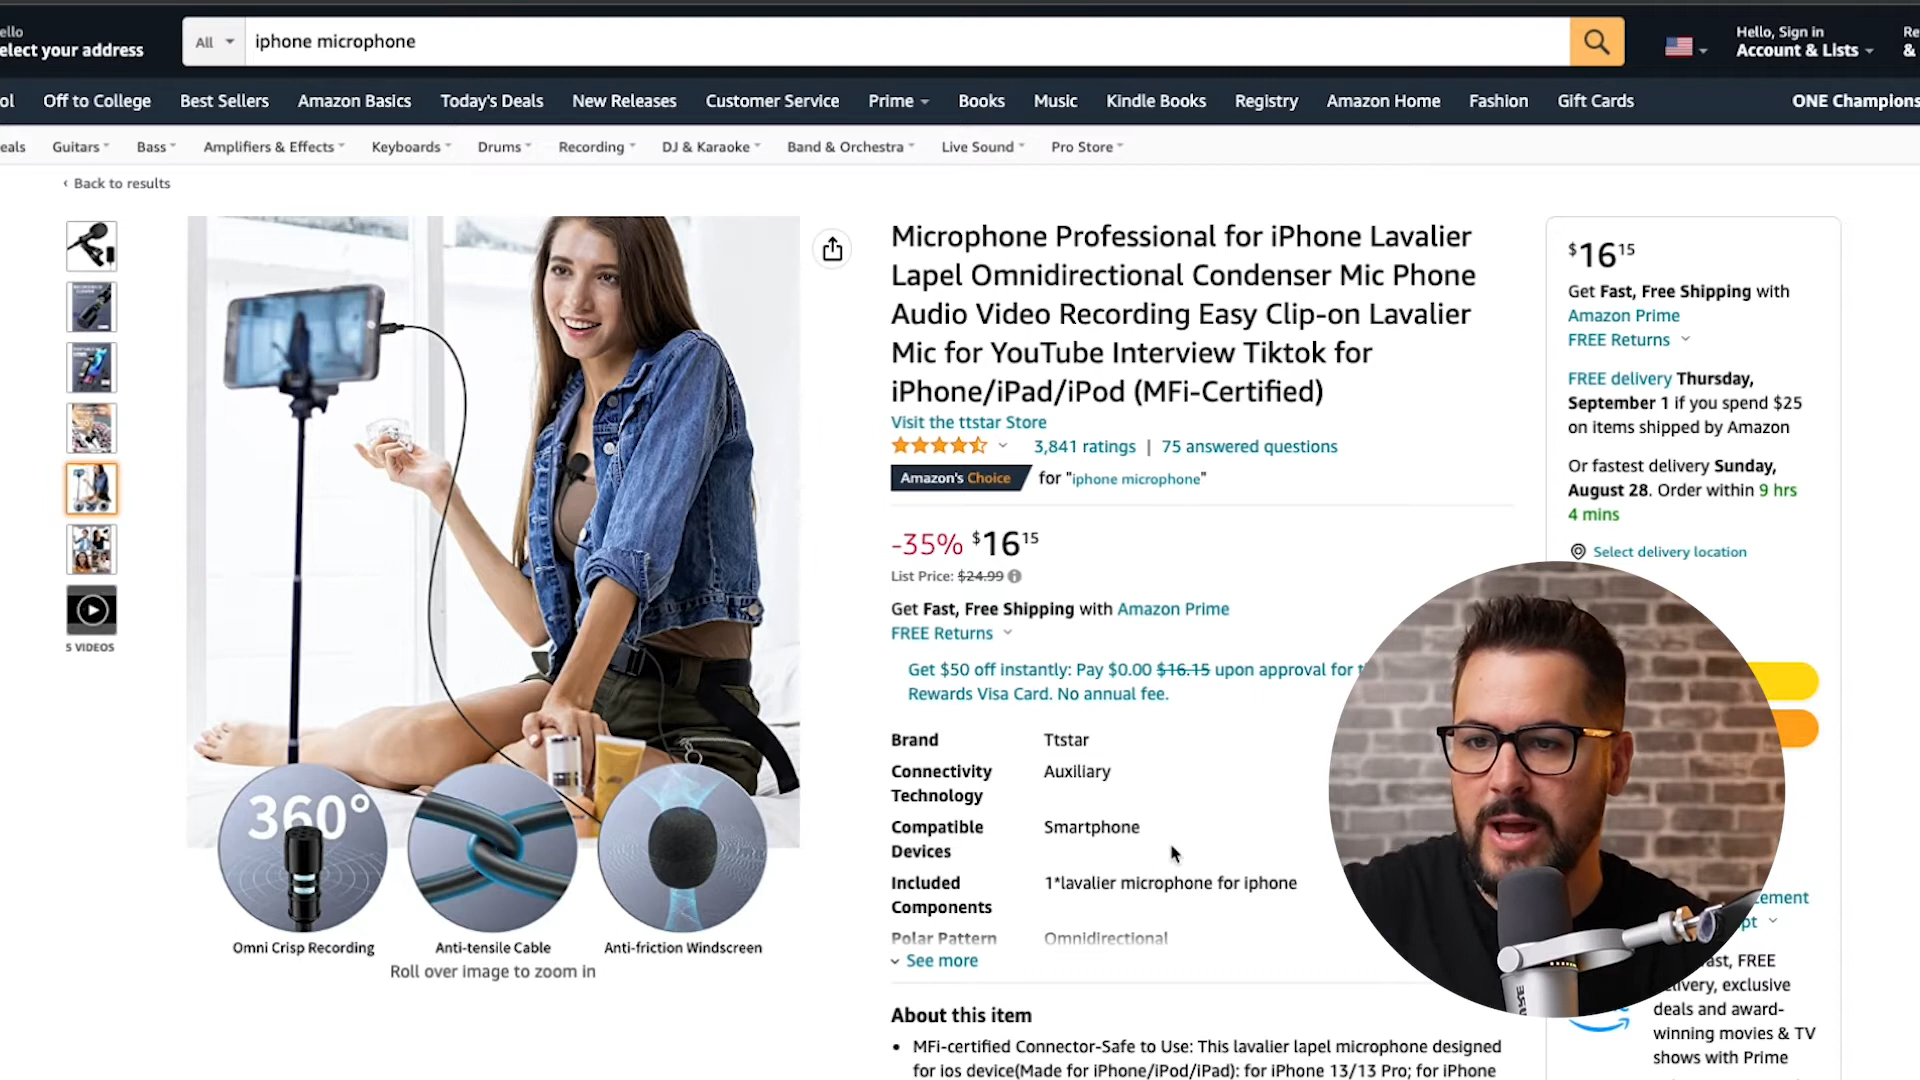 ello
elect your address
All
iphone microphone
Hello, Sign in
Account & Lists
Re
&
ol
Off to College
Best Sellers
Amazon Basics
Today's Deals
New Releases
Customer Service
Prime
Books
Music
Kindle Books
Registry
Amazon Home
Fashion
Gift Cards
ONE Champions
eals
Guitars
Bass
Amplifiers & Effects
Keyboards
Drums
Recording
DJ & Karaoke
Band & Orchestra
Live Sound
Pro Store
‹ Back to results
5 VIDEOS
360°
Omni Crisp Recording
Anti-tensile Cable
Anti-friction Windscreen
Roll over image to zoom in
Microphone Professional for iPhone Lavalier
Lapel Omnidirectional Condenser Mic Phone
Audio Video Recording Easy Clip-on Lavalier
Mic for YouTube Interview Tiktok for
iPhone/iPad/iPod (MFi-Certified)
Visit the ttstar Store
3,841 ratings | 75 answered questions
Amazon's Choice for "iphone microphone"
-35% $16 15
List Price: $24.99
Get Fast, Free Shipping with Amazon Prime
FREE Returns
Get $50 off instantly: Pay $0.00 $16.15 upon approval for t
Rewards Visa Card. No annual fee.
Brand Ttstar
Connectivity Auxiliary
Technology
Compatible Smartphone
Devices
Included 1*lavalier microphone for iphone
Components
Polar Pattern Omnidirectional
See more
About this item
• MFi-certified Connector-Safe to Use: This lavalier lapel microphone designed
for ios device(Made for iPhone/iPod/iPad): for iPhone 13/13 Pro; for iPhone
$16 15
Get Fast, Free Shipping with
Amazon Prime
FREE Returns
FREE delivery Thursday,
September 1 if you spend $25
on items shipped by Amazon
Or fastest delivery Sunday,
August 28. Order within 9 hrs
4 mins
Select delivery location
cement
pt
ast, FREE
elivery, exclusive
deals and award-
winning movies & TV
shows with Prime